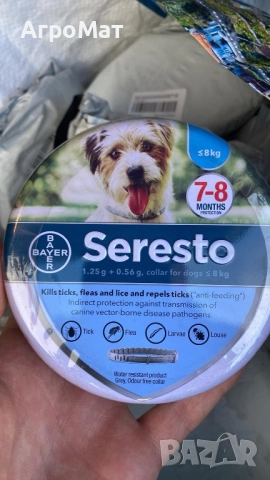 АгроМат
≤8kg
7-8
MONTHS
PROTECTION
BAYER
BAYER
Seresto
1.25 g + 0.56 g, collar for dogs ≤ 8 kg
Kills ticks, fleas and lice and repels ticks ("anti-feeding")
Indirect protection against transmission of
canine vector-borne disease pathogens
Tick
Flea
Larvae
Louse
Water resistant product
Grey, Odour free collar
BAZAR
bg